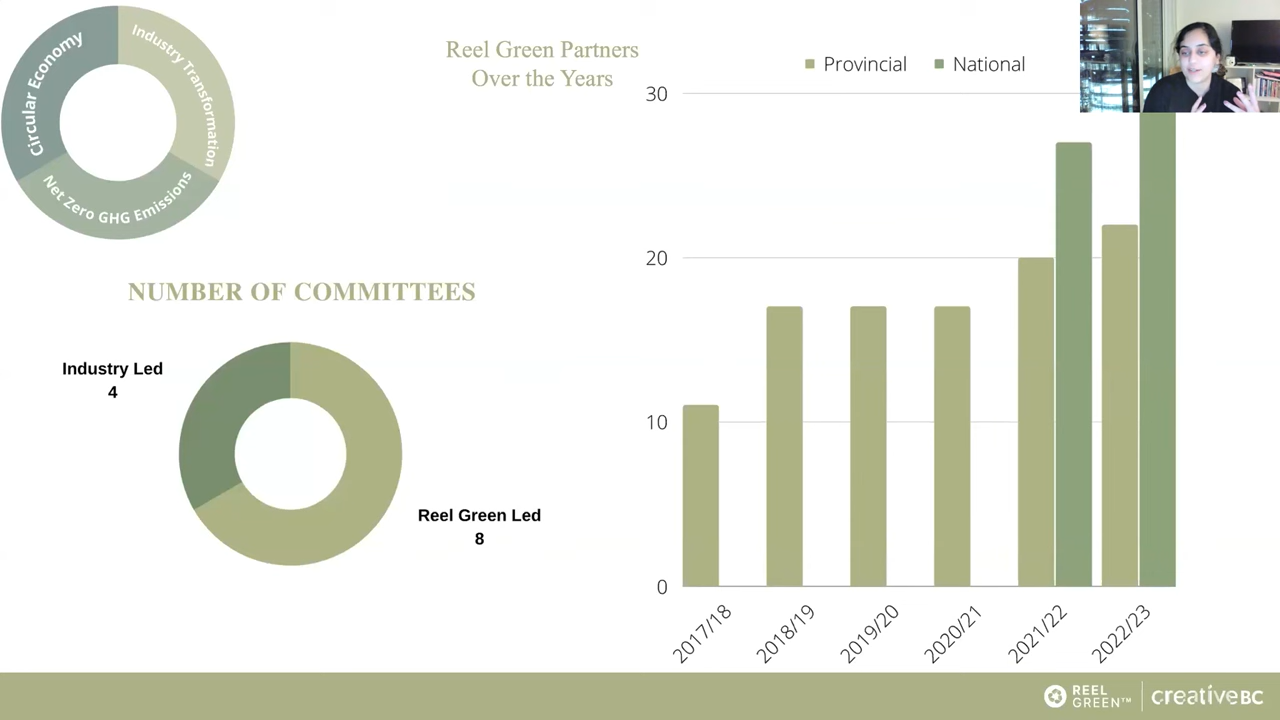 Circular Economy
Industry Transformation
Net Zero GHG Emissions
Reel Green Partners
Over the Years
Provincial
National
30
20
10
0
2017/18
2018/19
2019/20
2020/21
2021/22
2022/23
NUMBER OF COMMITTEES
Industry Led
4
Reel Green Led
8
REEL
GREEN™
creativeBC